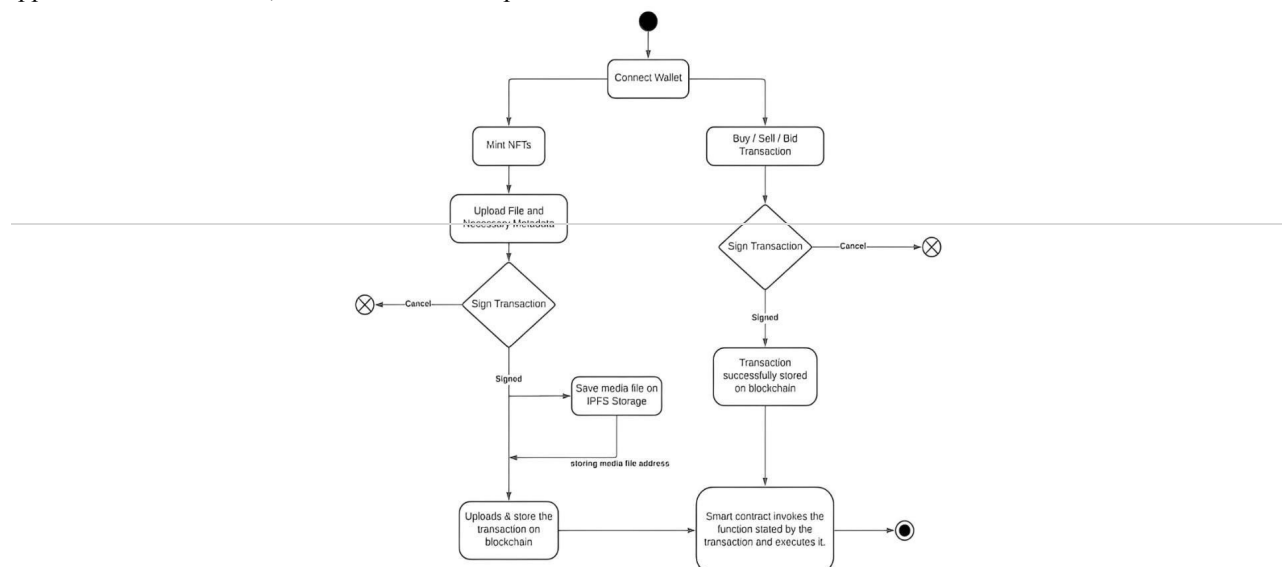 Connect Wallet
Mint NFTs
Buy / Sell / Bid
Transaction
Upload File and
Necessary Metadata
Sign Transaction
Cancel
Cancel
Sign Transaction
Signed
Signed
Transaction
successfully stored
on blockchain
Save media file on
IPFS Storage
storing media file address
Uploads & store the
transaction on
blockchain
Smart contract invokes the
function stated by the
transaction and executes it.